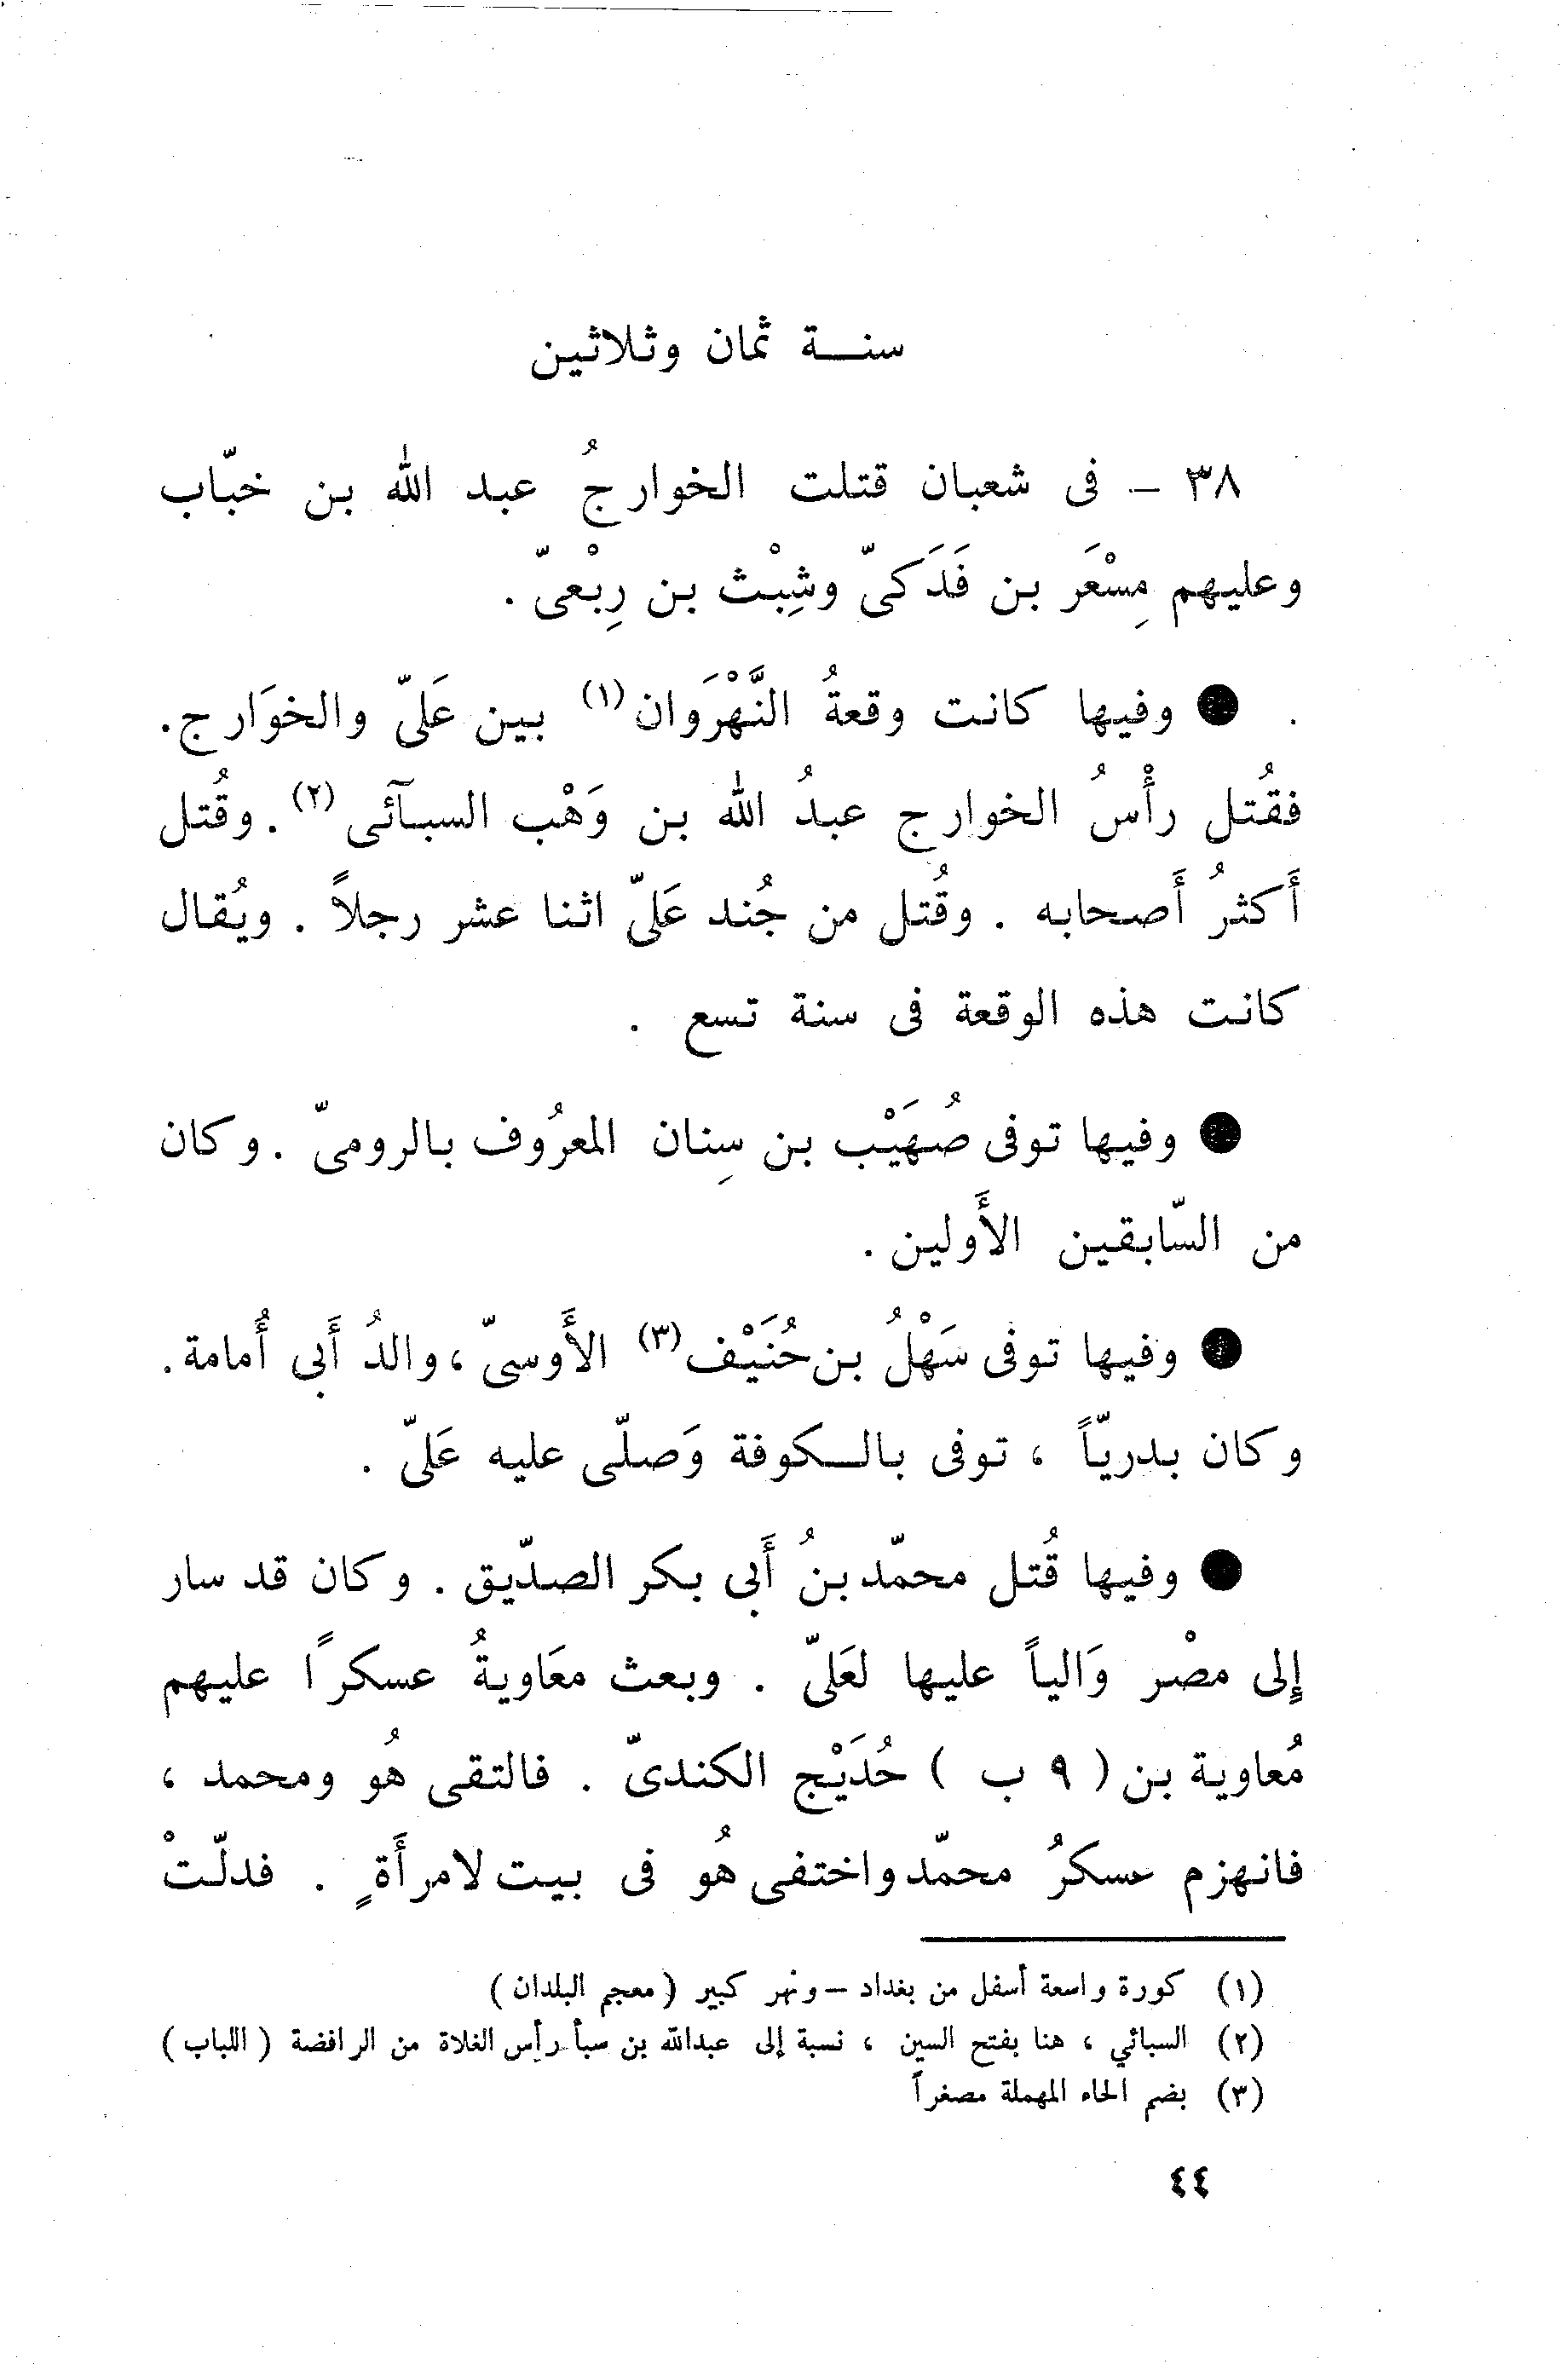 سنة ثمان وثلاثين
٣٨ – فى شعبان قتلت الخوارجُ عبد الله بن خبّاب
وعليهم مِسْعَر بن فَدَكىّ وشِبْث بن رِبْعىّ .
● وفيها كانت وقعةُ النَّهْرَوان (١) بين عَلىّ والخوَارج.
فقُتل رأْسُ الخوارج عبدُ الله بن وَهْب السبآئى (٢) . وقُتل
أَكثرُ أَصحابه . وقُتل من جُند عَلىّ اثنا عشر رجلاً . ويُقال
كانت هذه الوقعة فى سنة تسع .
● وفيها توفى صُهَيْب بن سِنان المعرُوف بالرومىّ . وكان
من السّابقين الأَولين .
● وفيها توفى سَهْلُ بن حُنَيْف (٣) الأَوسىّ ، والدُ أَبى أُمامة .
وكان بدريّاً ، توفى بالكوفة وَصلّى عليه عَلىّ .
● وفيها قُتل محمّد بنُ أَبى بكر الصدّيق . وكان قد سار
إلى مصْر وَالياً عليها لعَلىّ . وبعث معَاويةُ عسكرًا عليهم
مُعاوية بن ( ٩ ب ) حُدَيْج الكندىّ . فالتقى هُو ومحمد ،
فانهزم عسكرُ محمّد واختفى هُو فى بيت لامرأَةٍ . فدلّتْ
(١) كورة واسعة أسفل من بغداد – ونهر كبير ( معجم البلدان )
(٢) السبائي ، هنا بفتح السين ، نسبة إلى عبدالله بن سبأ رأس الغلاة من الرافضة ( اللباب )
(٣) بضم الحاء المهملة مصغراً
٤٤